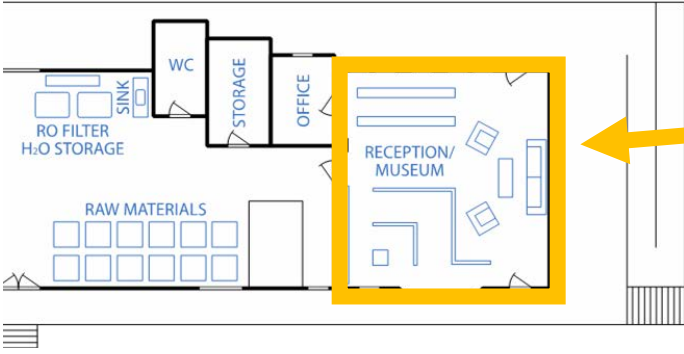 WC
STORAGE
OFFICE
SINK
RO FILTER
H₂O STORAGE
RECEPTION/
MUSEUM
RAW MATERIALS